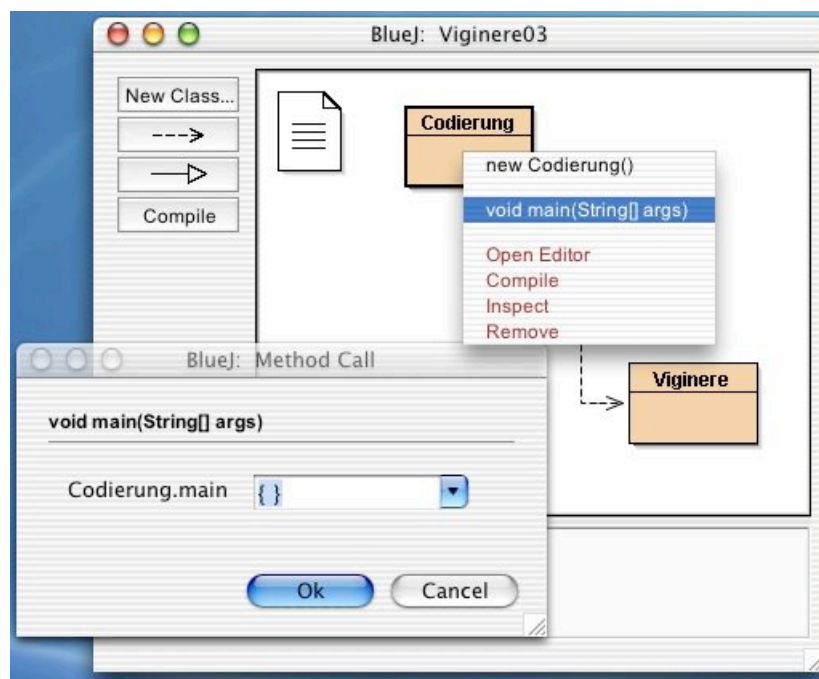 BlueJ: Viginere03
New Class...
Compile
Codierung
new Codierung()
void main(String[] args)
Open Editor
Compile
Inspect
Remove
Viginere
BlueJ: Method Call
void main(String[] args)
Codierung.main
{ }
Ok
Cancel